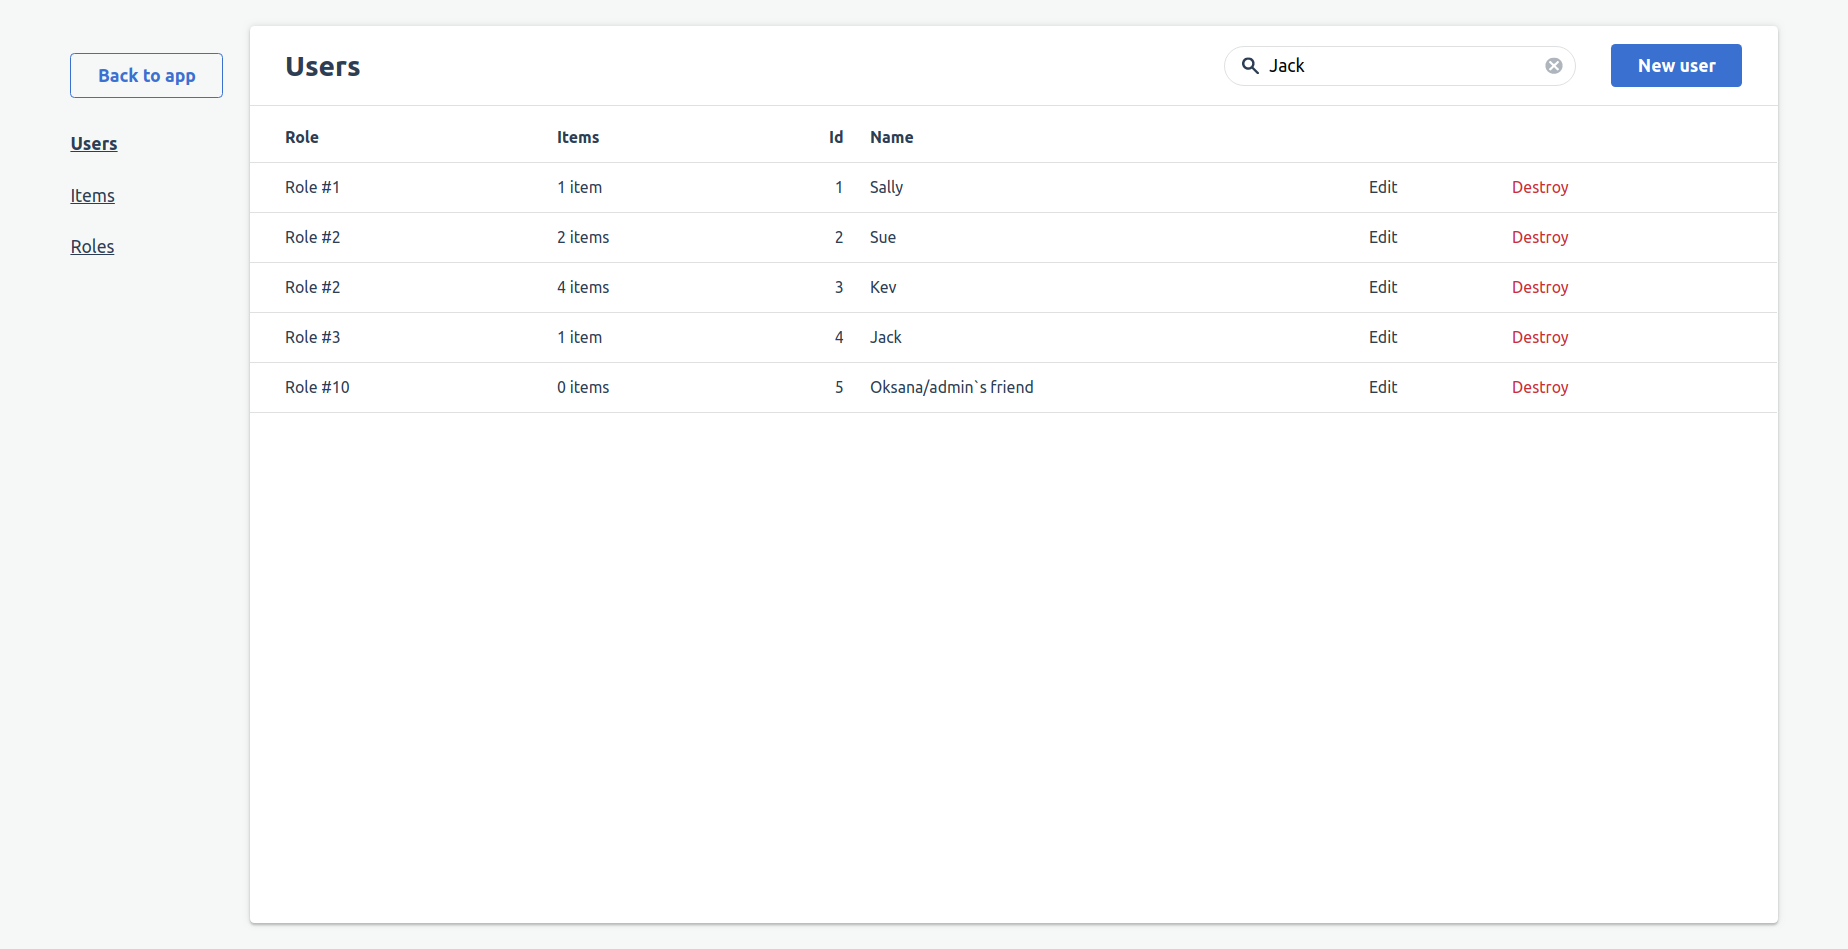 Back to app
Users
Items
Roles
Users
Jack
New user
Role Items Id Name
Role #1 1 item 1 Sally Edit Destroy
Role #2 2 items 2 Sue Edit Destroy
Role #2 4 items 3 Kev Edit Destroy
Role #3 1 item 4 Jack Edit Destroy
Role #10 0 items 5 Oksana/admin`s friend Edit Destroy